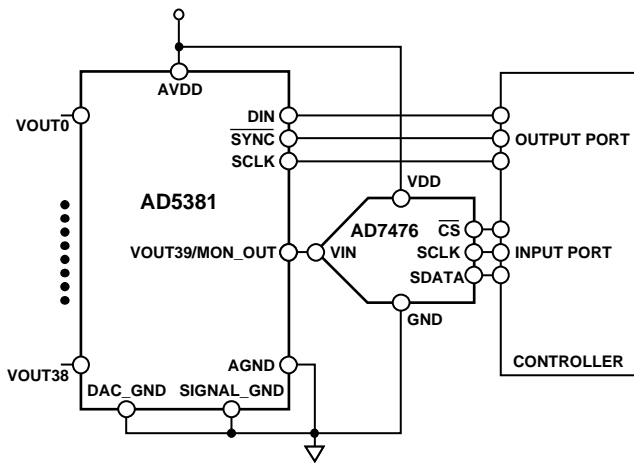 AVDD
VOUT0
DIN
SYNC
OUTPUT PORT
SCLK
VDD
AD5381
AD7476
CS
VOUT39/MON_OUT
VIN
SCLK
INPUT PORT
SDATA
GND
AGND
CONTROLLER
VOUT38
DAC_GND
SIGNAL_GND